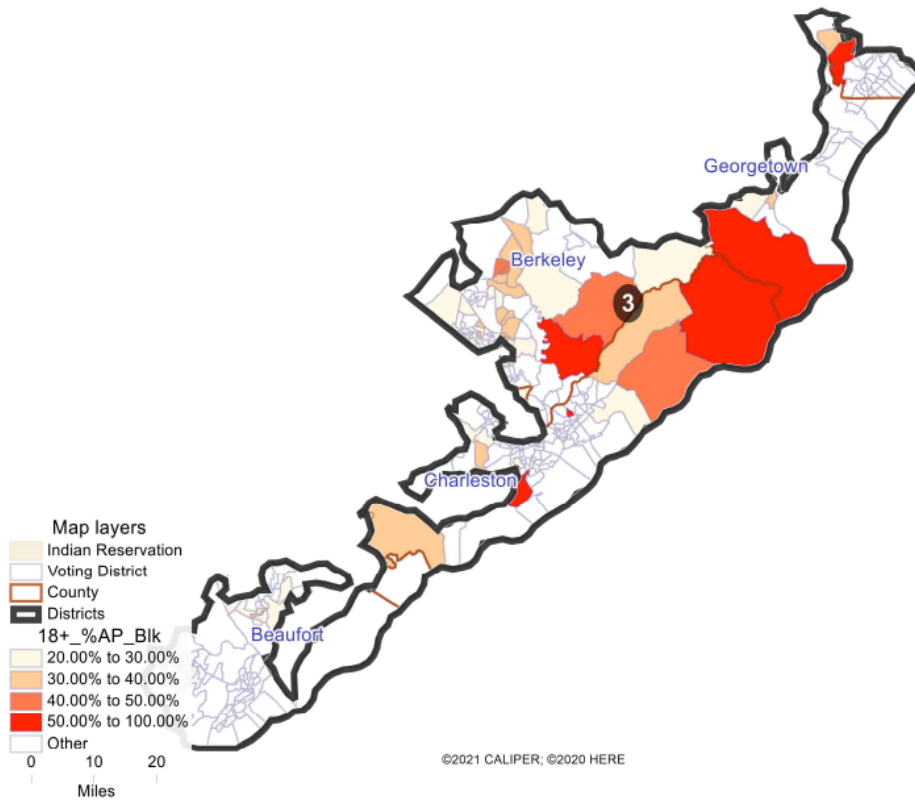 Georgetown
Berkeley
3
Charleston
Beaufort
Map layers
Indian Reservation
Voting District
County
Districts
18+_%AP_Blk
20.00% to 30.00%
30.00% to 40.00%
40.00% to 50.00%
50.00% to 100.00%
Other
0 10 20
Miles
©2021 CALIPER; ©2020 HERE